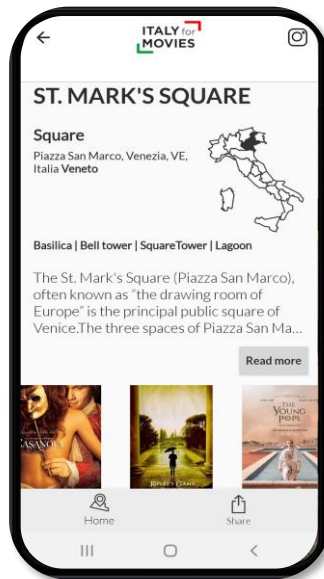 ITALY for
MOVIES
ST. MARK'S SQUARE
Square
Piazza San Marco, Venezia, VE,
Italia Veneto
Basilica | Bell tower | SquareTower | Lagoon
The St. Mark's Square (Piazza San Marco),
often known as “the drawing room of
Europe” is the principal public square of
Venice.The three spaces of Piazza San Ma...
Read more
CASANOVA
RIPLEY'S GAME
THE
YOUNG
POPE
Home
Share